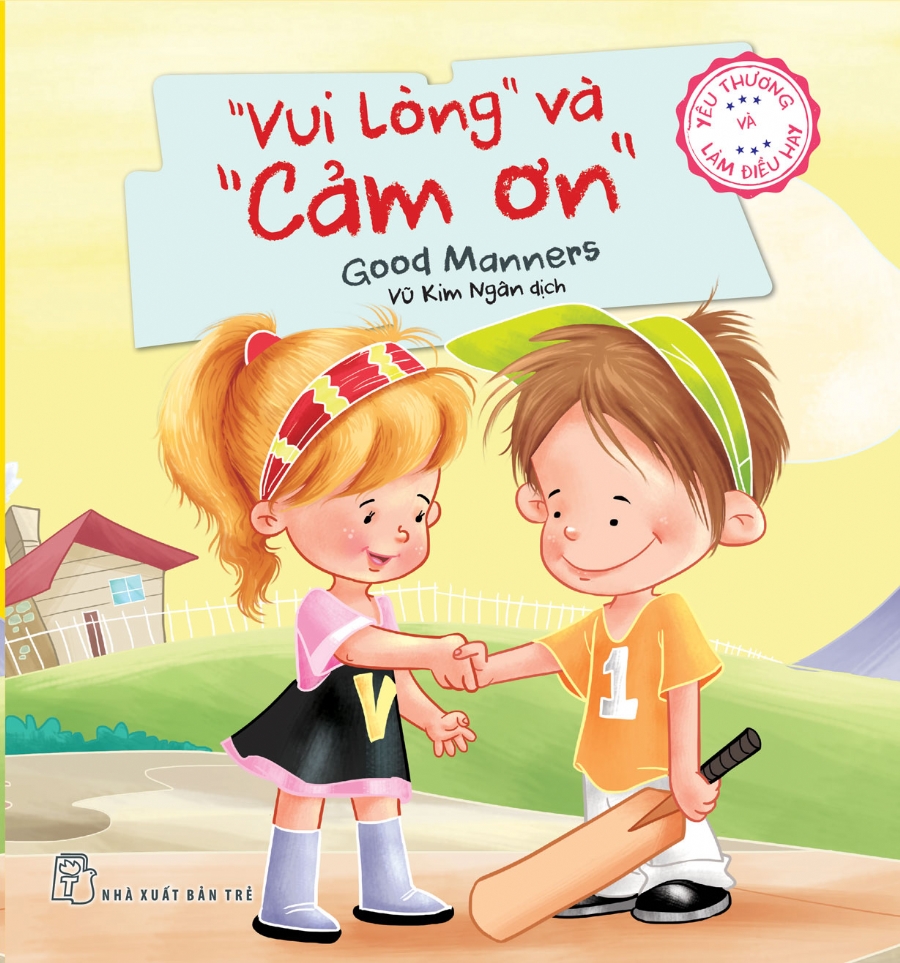 "Vui Lòng" và
"Cảm ơn"
Good Manners
Vũ Kim Ngân dịch
YÊU THƯƠNG
VÀ
LÀM ĐIỀU HAY
V
1
T
NHÀ XUẤT BẢN TRẺ